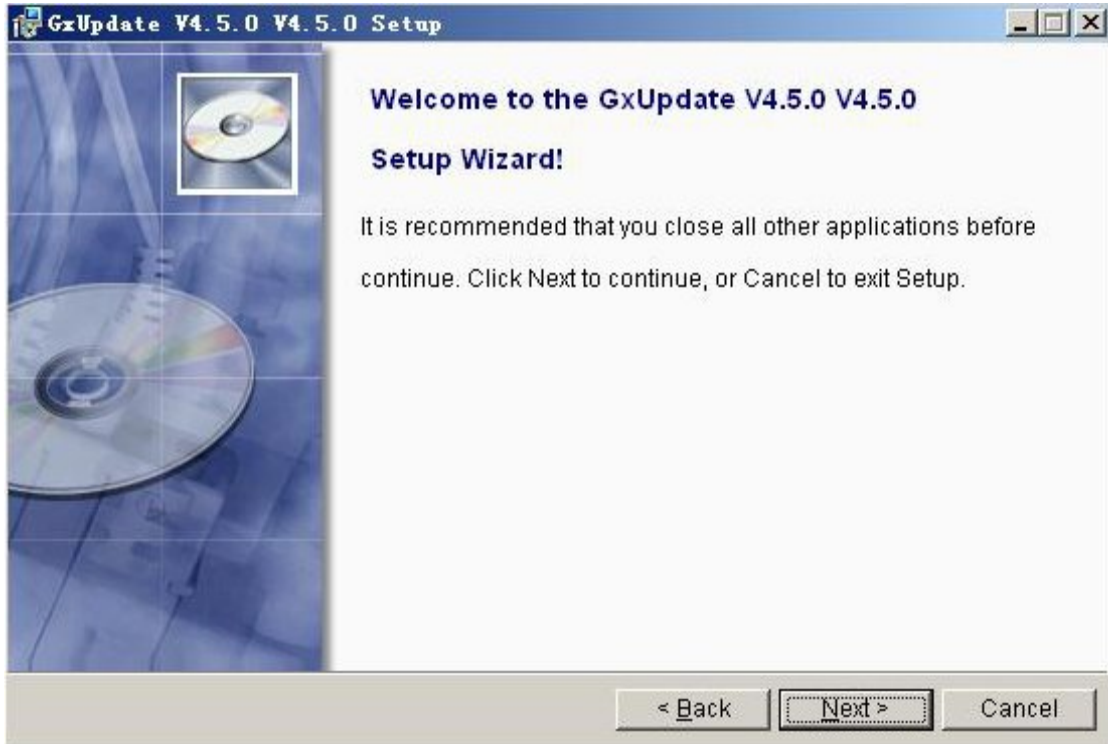 GxUpdate V4.5.0 V4.5.0 Setup
Welcome to the GxUpdate V4.5.0 V4.5.0
Setup Wizard!
It is recommended that you close all other applications before
continue. Click Next to continue, or Cancel to exit Setup.
< Back Next > Cancel